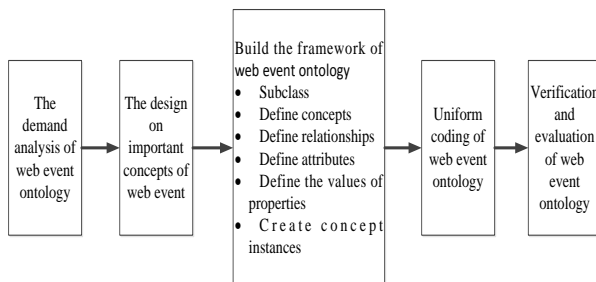 The
demand
analysis of
web event
ontology
The design
on
important
concepts of
web event
Build the framework of
web event ontology
• Subclass
• Define concepts
• Define relationships
• Define attributes
• Define the values of
properties
• Create concept
instances
Uniform
coding of
web event
ontology
Verification
and
evaluation
of web
event
ontology